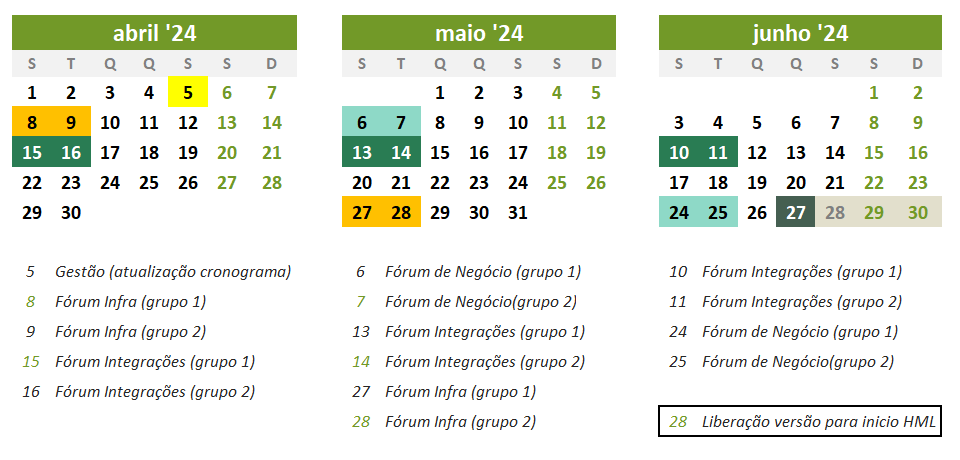 abril '24
S T Q Q S S D
1 2 3 4 5 6 7
8 9 10 11 12 13 14
15 16 17 18 19 20 21
22 23 24 25 26 27 28
29 30
5 Gestão (atualização cronograma)
8 Fórum Infra (grupo 1)
9 Fórum Infra (grupo 2)
15 Fórum Integrações (grupo 1)
16 Fórum Integrações (grupo 2)
maio '24
S T Q Q S S D
1 2 3 4 5
6 7 8 9 10 11 12
13 14 15 16 17 18 19
20 21 22 23 24 25 26
27 28 29 30 31
6 Fórum de Negócio (grupo 1)
7 Fórum de Negócio(grupo 2)
13 Fórum Integrações (grupo 1)
14 Fórum Integrações (grupo 2)
27 Fórum Infra (grupo 1)
28 Fórum Infra (grupo 2)
junho '24
S T Q Q S S D
1 2
3 4 5 6 7 8 9
10 11 12 13 14 15 16
17 18 19 20 21 22 23
24 25 26 27 28 29 30
10 Fórum Integrações (grupo 1)
11 Fórum Integrações (grupo 2)
24 Fórum de Negócio (grupo 1)
25 Fórum de Negócio(grupo 2)
28 Liberação versão para inicio HML